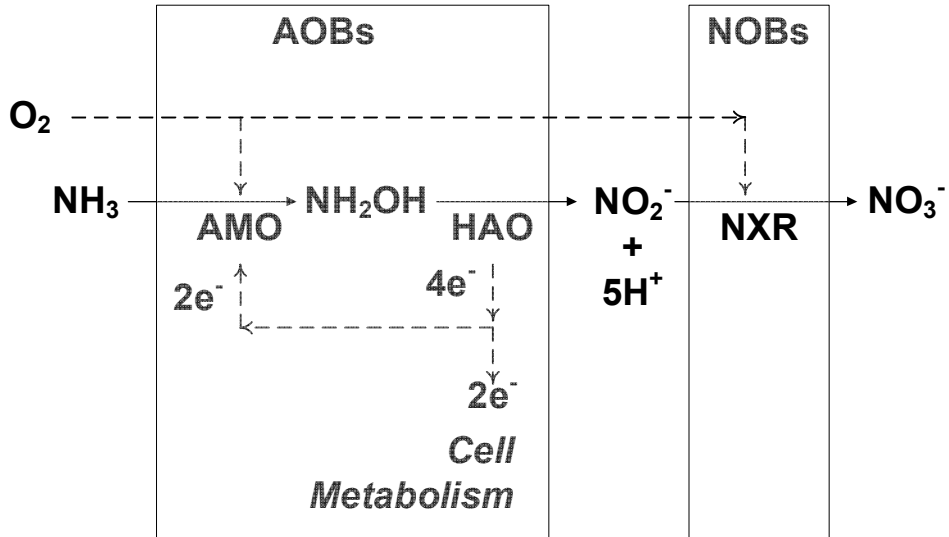 AOBs
NOBs
O₂
NH₃
NH₂OH
NO₂⁻
NO₃⁻
AMO
HAO
NXR
+
5H⁺
2e⁻
4e⁻
2e⁻
Cell
Metabolism